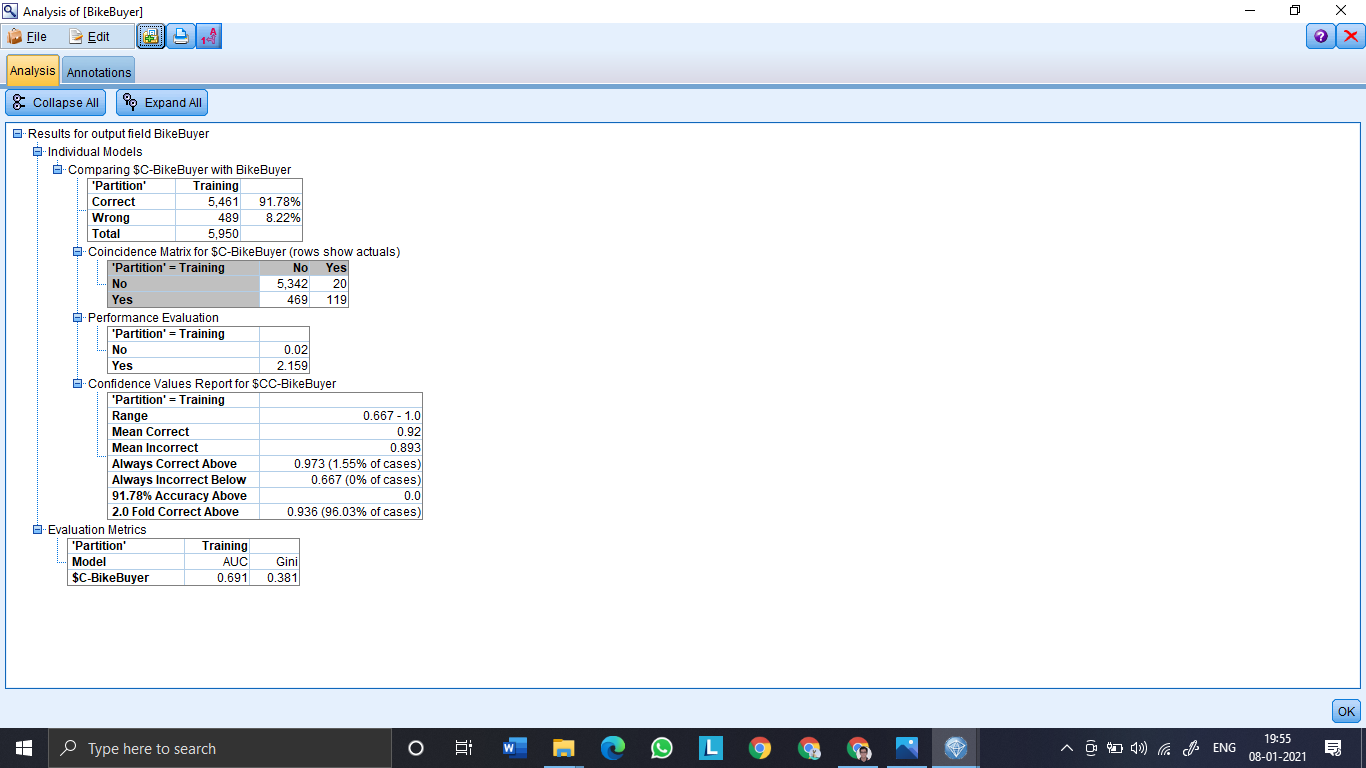 Analysis of [BikeBuyer]
File Edit
Analysis Annotations
Collapse All Expand All
Results for output field BikeBuyer
Individual Models
Comparing $C-BikeBuyer with BikeBuyer
'Partition' Training
Correct 5,461 91.78%
Wrong 489 8.22%
Total 5,950
Coincidence Matrix for $C-BikeBuyer (rows show actuals)
'Partition' = Training No Yes
No 5,342 20
Yes 469 119
Performance Evaluation
'Partition' = Training
No 0.02
Yes 2.159
Confidence Values Report for $CC-BikeBuyer
'Partition' = Training
Range 0.667 - 1.0
Mean Correct 0.92
Mean Incorrect 0.893
Always Correct Above 0.973 (1.55% of cases)
Always Incorrect Below 0.667 (0% of cases)
91.78% Accuracy Above 0.0
2.0 Fold Correct Above 0.936 (96.03% of cases)
Evaluation Metrics
'Partition' Training
Model AUC Gini
$C-BikeBuyer 0.691 0.381
OK
Type here to search
W L
ENG
19:55
08-01-2021